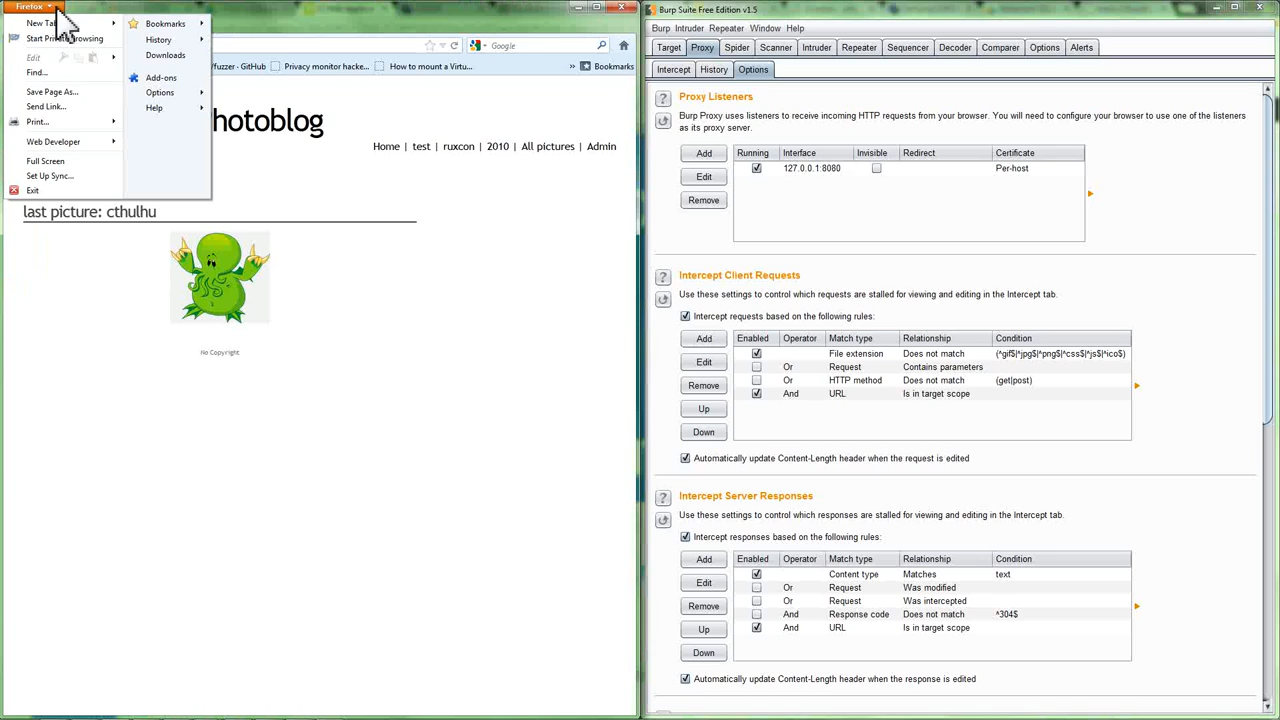 Firefox
New Tab
Start Private Browsing
Edit
Find...
Save Page As...
Send Link...
Print...
Web Developer
Full Screen
Set Up Sync...
Exit
Bookmarks
History
Downloads
Add-ons
Options
Help
Google
/fuzzer - GitHub
Privacy monitor hacke...
How to mount a Virtu...
»
Bookmarks
hotoblog
Home | test | ruxcon | 2010 | All pictures | Admin
last picture: cthulhu
No Copyright
Burp Suite Free Edition v1.5
Burp Intruder Repeater Window Help
Target Proxy Spider Scanner Intruder Repeater Sequencer Decoder Comparer Options Alerts
Intercept History Options
? Proxy Listeners
Burp Proxy uses listeners to receive incoming HTTP requests from your browser. You will need to configure your browser to use one of the listeners
as its proxy server.
Add Running Interface Invisible Redirect Certificate
127.0.0.1:8080 Per-host
Edit
Remove
? Intercept Client Requests
Use these settings to control which requests are stalled for viewing and editing in the Intercept tab.
Intercept requests based on the following rules:
Add Enabled Operator Match type Relationship Condition
File extension Does not match (^gif$|^jpg$|^png$|^css$|^js$|^ico$)
Edit Or Request Contains parameters
Remove Or HTTP method Does not match (get|post)
And URL Is in target scope
Up
Down
Automatically update Content-Length header when the request is edited
? Intercept Server Responses
Use these settings to control which responses are stalled for viewing and editing in the Intercept tab.
Intercept responses based on the following rules:
Add Enabled Operator Match type Relationship Condition
Content type Matches text
Edit Or Request Was modified
Remove Or Request Was intercepted
And Response code Does not match ^304$
Up And URL Is in target scope
Down
Automatically update Content-Length header when the response is edited